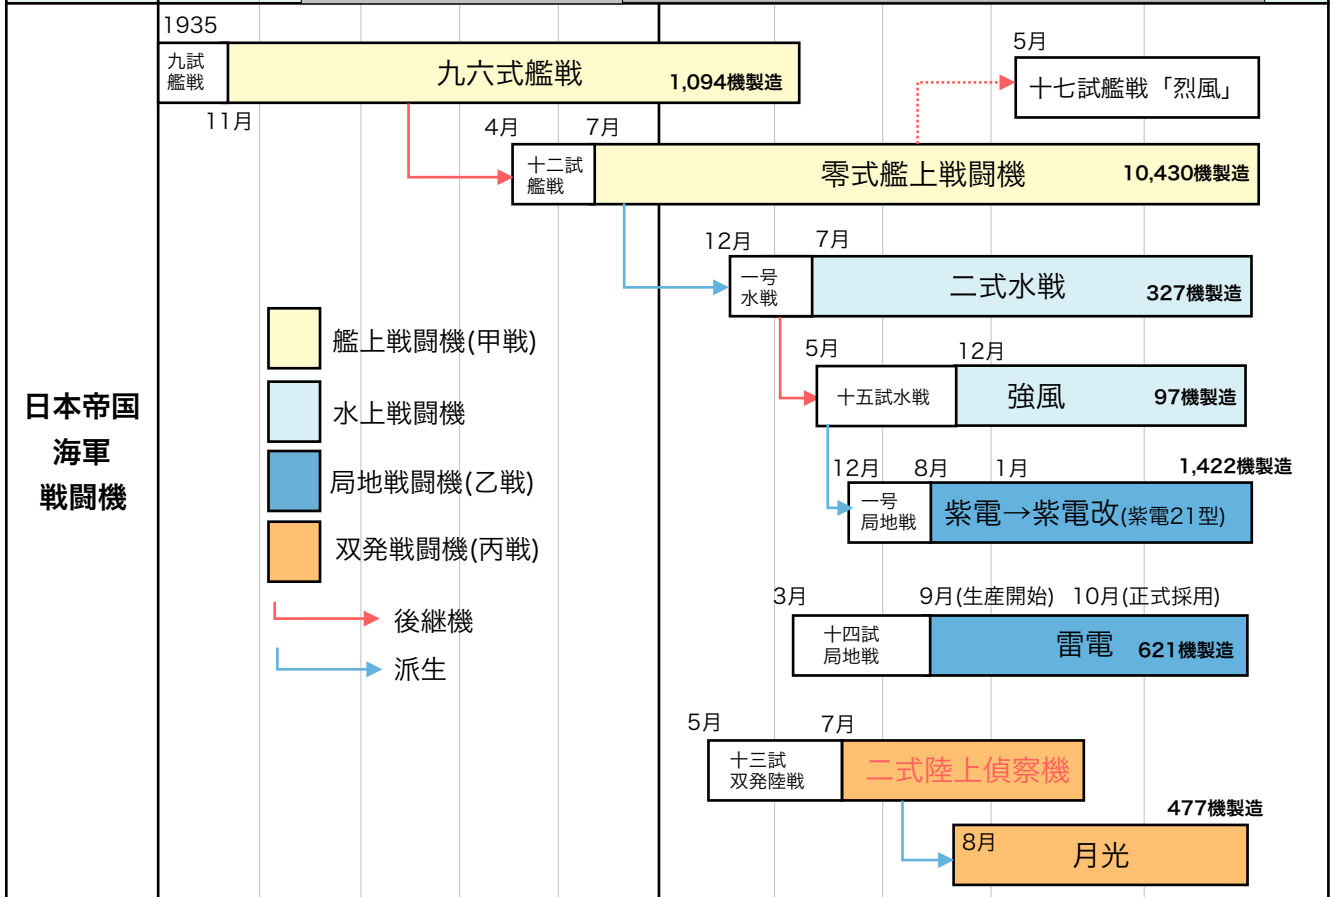 1935
九試
艦戦
九六式艦戦
1,094機製造
11月
5月
十七試艦戦「烈風」
4月
7月
十二試
艦戦
零式艦上戦闘機
10,430機製造
12月
7月
一号
水戦
二式水戦
327機製造
艦上戦闘機(甲戦)
5月
12月
十五試水戦
強風
97機製造
水上戦闘機
日本帝国
海軍
戦闘機
12月
8月
1月
1,422機製造
一号
局地戦
紫電→紫電改(紫電21型)
局地戦闘機(乙戦)
双発戦闘機(丙戦)
3月
9月(生産開始)
10月(正式採用)
十四試
局地戦
雷電
621機製造
後継機
派生
5月
7月
十三試
双発陸戦
二式陸上偵察機
477機製造
8月
月光